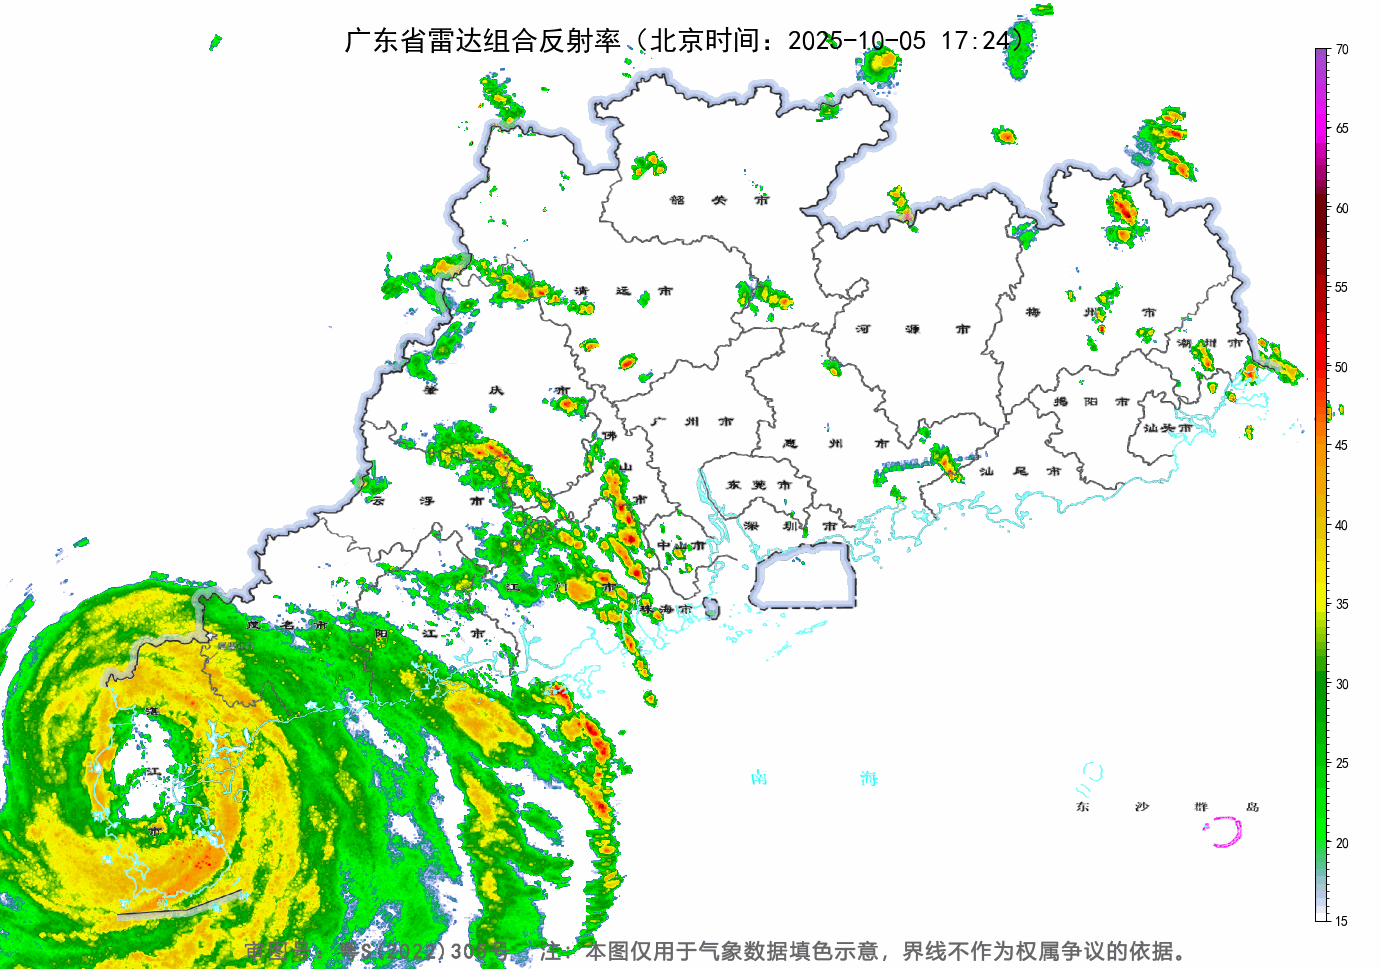 广东省雷达组合反射率（北京时间：2025-10-05 17:24）
70
65
60
55
50
45
40
35
30
25
20
15
韶 关 市
清 远 市
河 源 市
梅 州 市
潮 州 市
肇 庆 市
广 州 市
揭 阳 市
汕头市
佛 山 市
惠 州 市
云 浮 市
东 莞 市
汕 尾 市
深 圳 市
中山市
江 门 市
珠海市
茂 名 市
阳 江 市
湛 江 市
南 海
东 沙 群 岛
审图号：粤S(2022)305号 注：本图仅用于气象数据填色示意，界线不作为权属争议的依据。